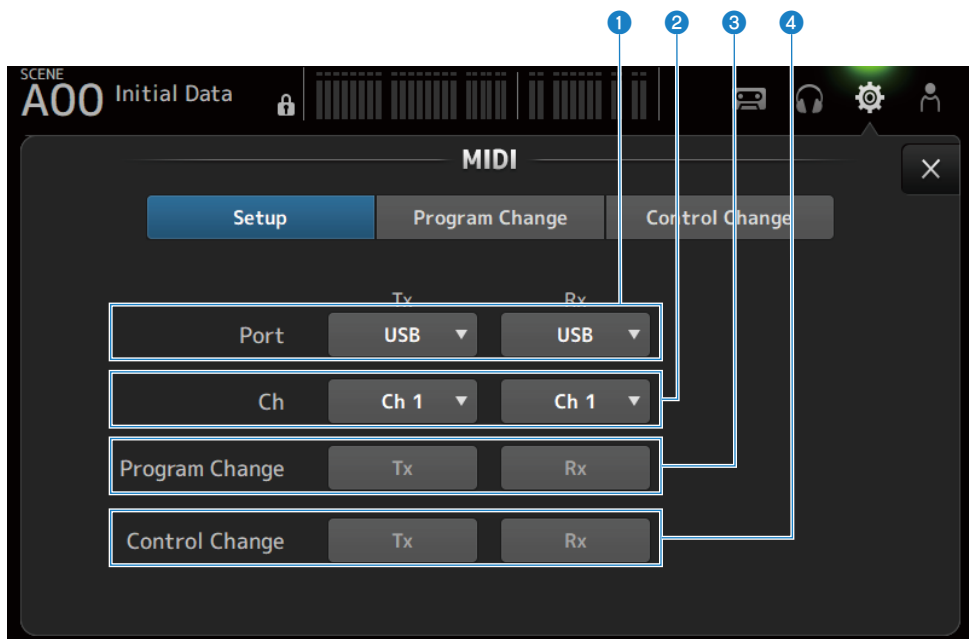 1 2 3 4
SCENE
A00 Initial Data
MIDI
Setup Program Change Control Change
Tx Rx
Port USB USB
Ch Ch 1 Ch 1
Program Change Tx Rx
Control Change Tx Rx